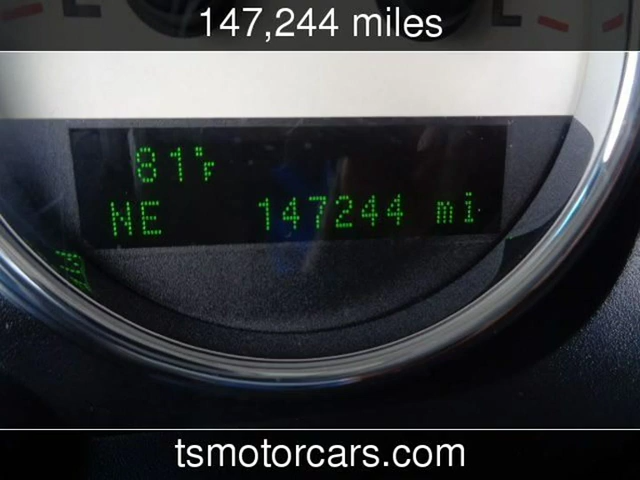 147,244 miles
E E
81°F
NE 147244 mi
tsmotorcars.com